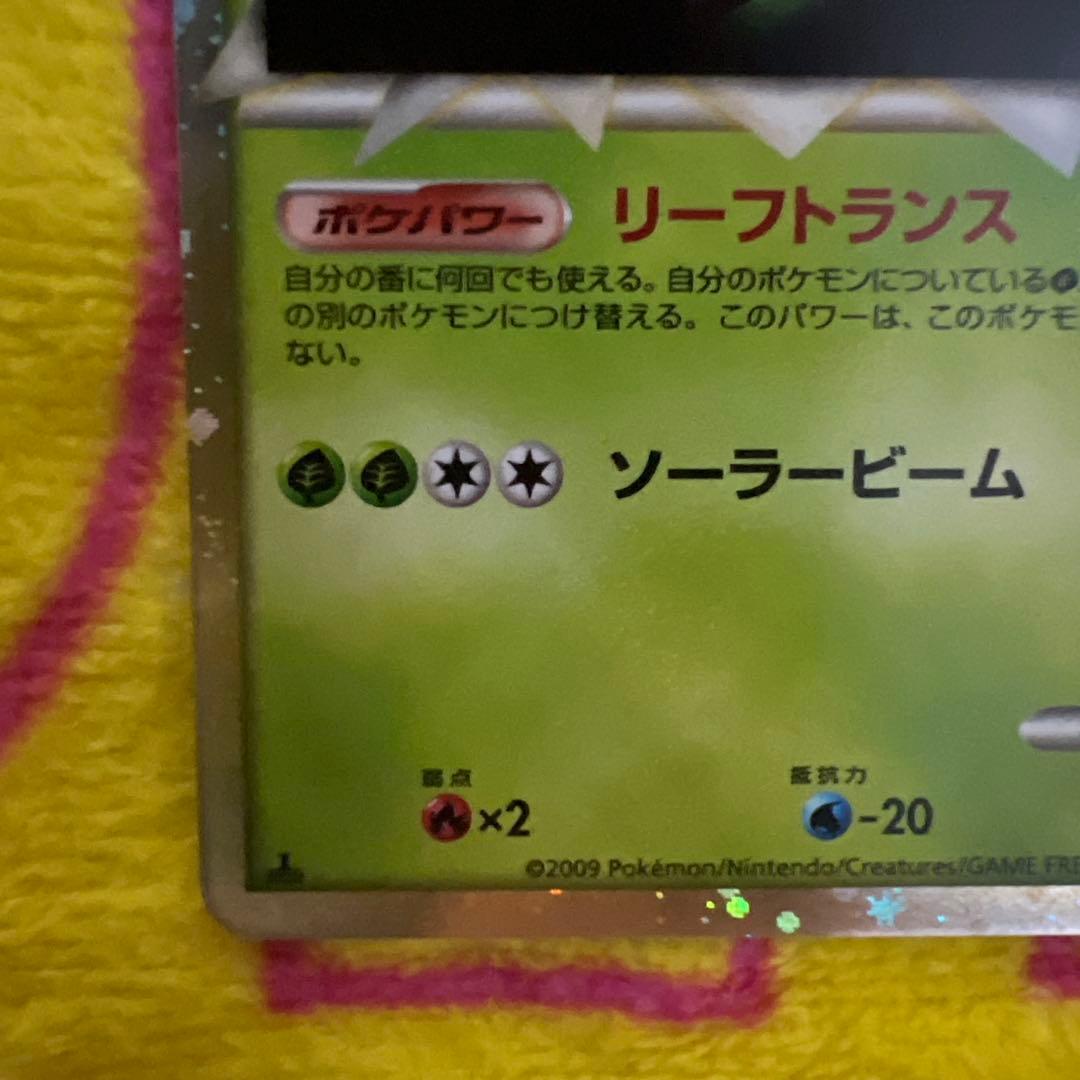 ポケパワー リーフトランス
自分の番に何回でも使える。自分のポケモンについている
の別のポケモンにつけ替える。このパワーは、このポケモ
ない。
ソーラービーム
弱点 抵抗力
×2 -20
©2009 Pokémon/Nintendo/Creatures/GAME FRE